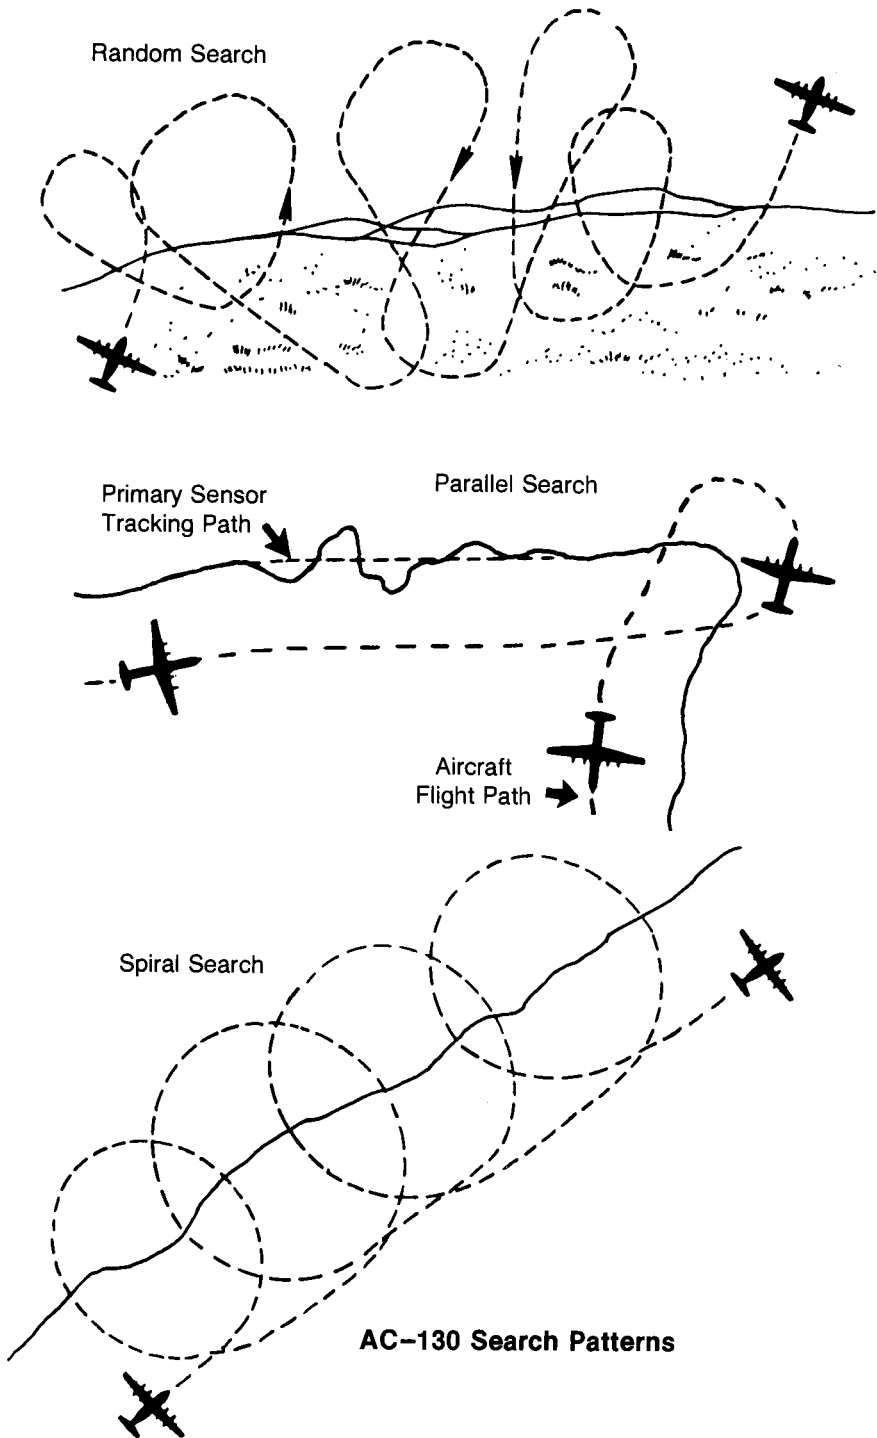 Random Search
Primary Sensor
Tracking Path
Parallel Search
Aircraft
Flight Path
Spiral Search
AC-130 Search Patterns